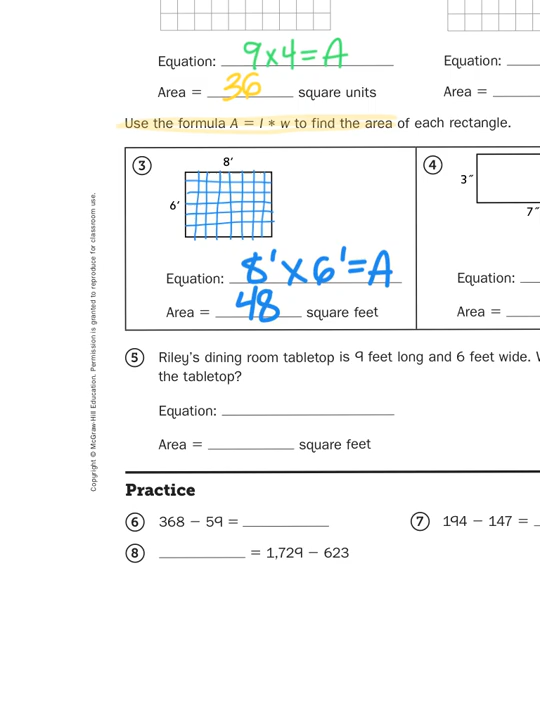 Equation: 9x4=A
Equation:
Area = 36 square units
Area =
Use the formula A = l * w to find the area of each rectangle.
3
8'
6'
Equation: 8'x6'=A
Area = 48 square feet
4
3"
7"
Equation:
Area =
5 Riley's dining room tabletop is 9 feet long and 6 feet wide.
the tabletop?
Equation:
Area = square feet
Practice
6 368 − 59 =
7 194 − 147 =
8 = 1,729 − 623
Copyright © McGraw-Hill Education. Permission is granted to reproduce for classroom use.